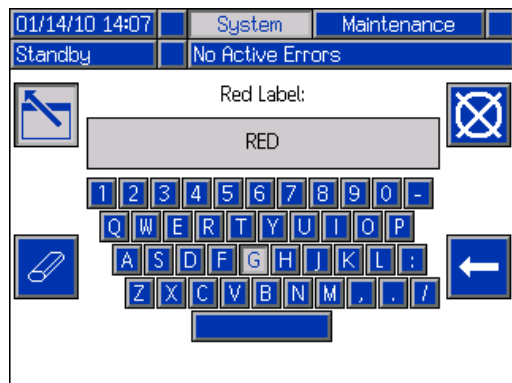 01/14/10 14:07 System Maintenance
Standby No Active Errors
Red Label:
RED
1 2 3 4 5 6 7 8 9 0 -
Q W E R T Y U I O P
A S D F G H J K L :
Z X C V B N M , . /